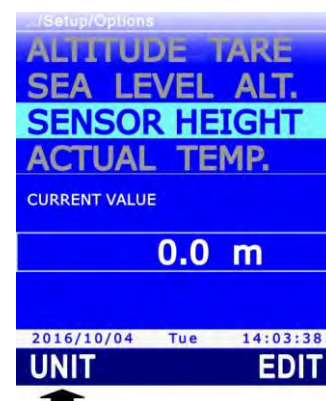 .../Setup/Options
ALTITUDE TARE
SEA LEVEL ALT.
SENSOR HEIGHT
ACTUAL TEMP.
CURRENT VALUE
0.0 m
2016/10/04 Tue 14:03:38
UNIT EDIT